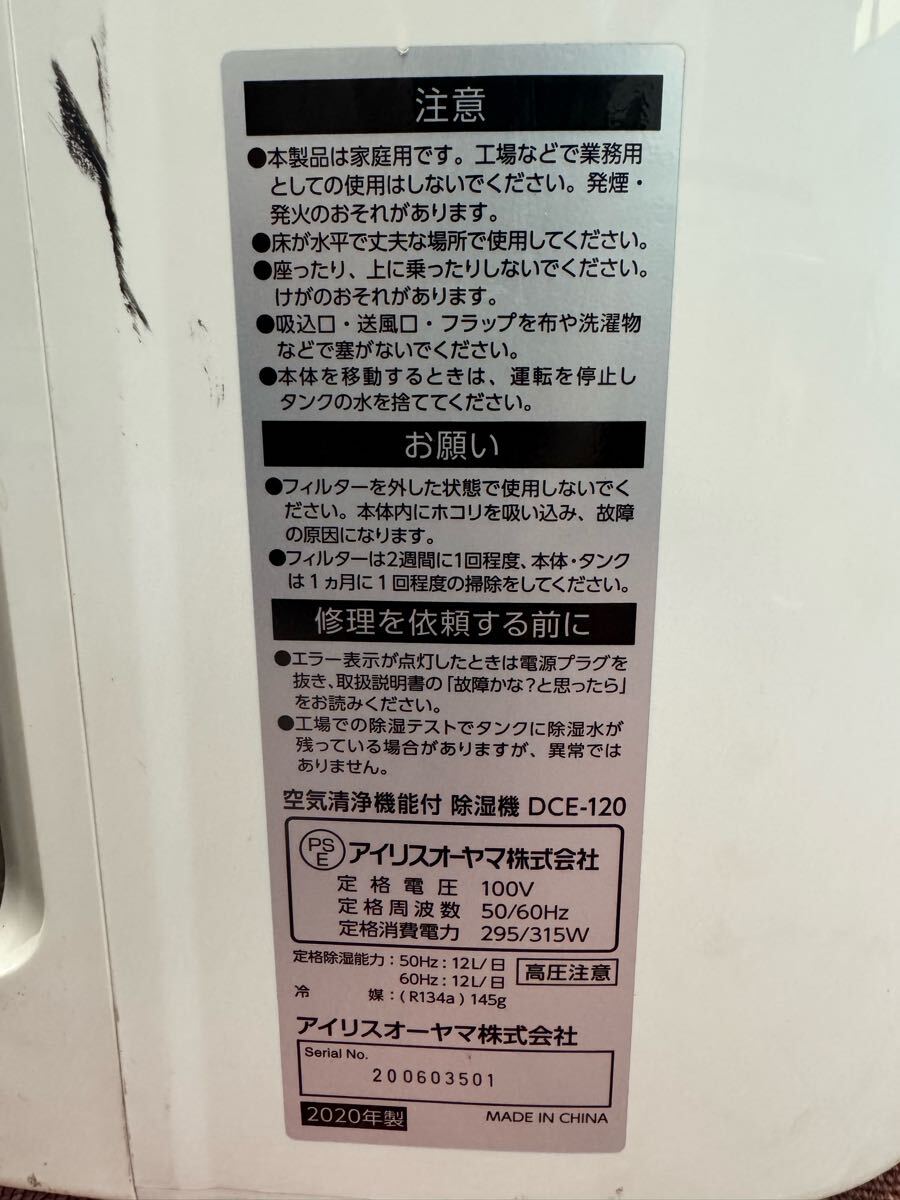 注意
●本製品は家庭用です。工場などで業務用
としての使用はしないでください。発煙・
発火のおそれがあります。
●床が水平で丈夫な場所で使用してください。
●座ったり、上に乗ったりしないでください。
けがのおそれがあります。
●吸込口・送風口・フラップを布や洗濯物
などで塞がないでください。
●本体を移動するときは、運転を停止し
タンクの水を捨ててください。
お願い
●フィルターを外した状態で使用しないでく
ださい。本体内にホコリを吸い込み、故障
の原因になります。
●フィルターは2週間に1回程度、本体・タンク
は1ヵ月に1回程度の掃除をしてください。
修理を依頼する前に
●エラー表示が点灯したときは電源プラグを
抜き、取扱説明書の「故障かな?と思ったら」
をお読みください。
●工場での除湿テストでタンクに除湿水が
残っている場合がありますが、異常では
ありません。
空気清浄機能付 除湿機 DCE-120
PSE アイリスオーヤマ株式会社
定格電圧 100V
定格周波数 50/60Hz
定格消費電力 295/315W
定格除湿能力:50Hz:12L/日
60Hz:12L/日
高圧注意
冷媒:(R134a)145g
アイリスオーヤマ株式会社
Serial No.
200603501
2020年製 MADE IN CHINA